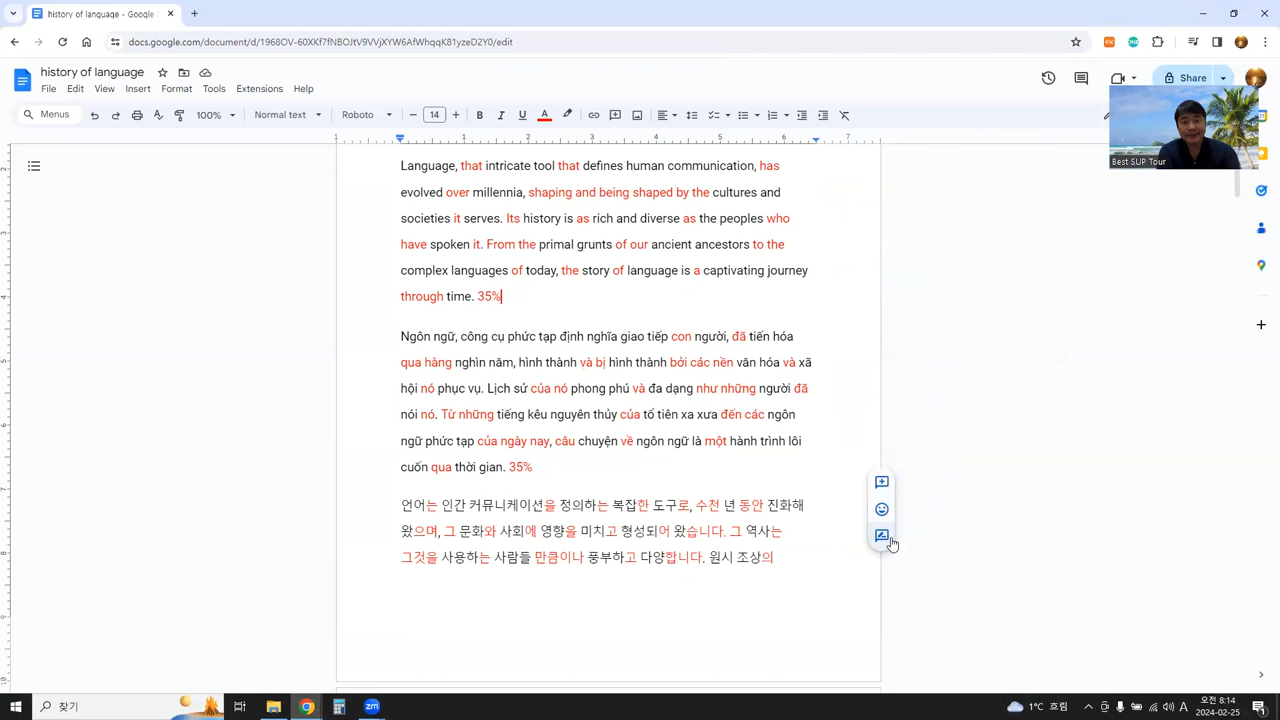 history of language - Google
docs.google.com/document/d/1968OV-60XKf7fNBOJtV9VVjXYW6AfWhqqK81yzeD2Y0/edit
history of language
File Edit View Insert Format Tools Extensions Help
Share
Menus 100% Normal text Roboto 14
1 1 2 3 4 5 6 7
Best SUP Tour
Language, that intricate tool that defines human communication, has
evolved over millennia, shaping and being shaped by the cultures and
societies it serves. Its history is as rich and diverse as the peoples who
have spoken it. From the primal grunts of our ancient ancestors to the
complex languages of today, the story of language is a captivating journey
through time. 35%
Ngôn ngữ, công cụ phức tạp định nghĩa giao tiếp con người, đã tiến hóa
qua hàng nghìn năm, hình thành và bị hình thành bởi các nền văn hóa và xã
hội nó phục vụ. Lịch sử của nó phong phú và đa dạng như những người đã
nói nó. Từ những tiếng kêu nguyên thủy của tổ tiên xa xưa đến các ngôn
ngữ phức tạp của ngày nay, câu chuyện về ngôn ngữ là một hành trình lôi
cuốn qua thời gian. 35%
언어는 인간 커뮤니케이션을 정의하는 복잡한 도구로, 수천 년 동안 진화해
왔으며, 그 문화와 사회에 영향을 미치고 형성되어 왔습니다. 그 역사는
그것을 사용하는 사람들 만큼이나 풍부하고 다양합니다. 원시 조상의
찾기
1°C 흐림
A
오전 8:14
2024-02-25